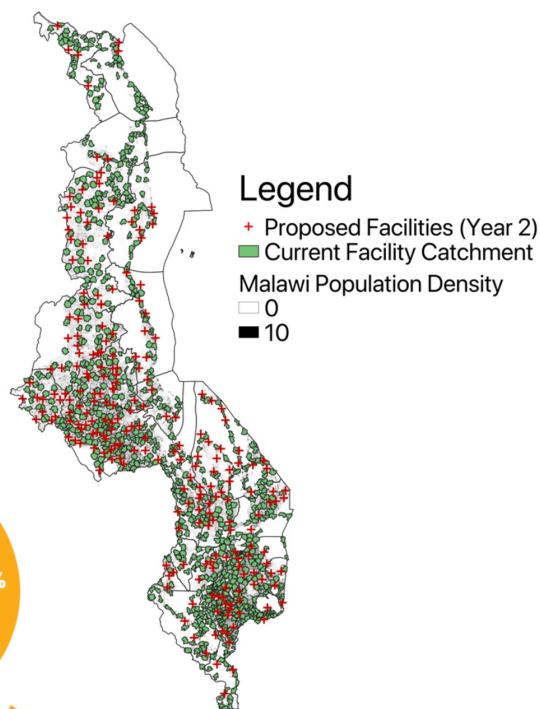 Legend
Proposed Facilities (Year 2)
Current Facility Catchment
Malawi Population Density
0
10
%